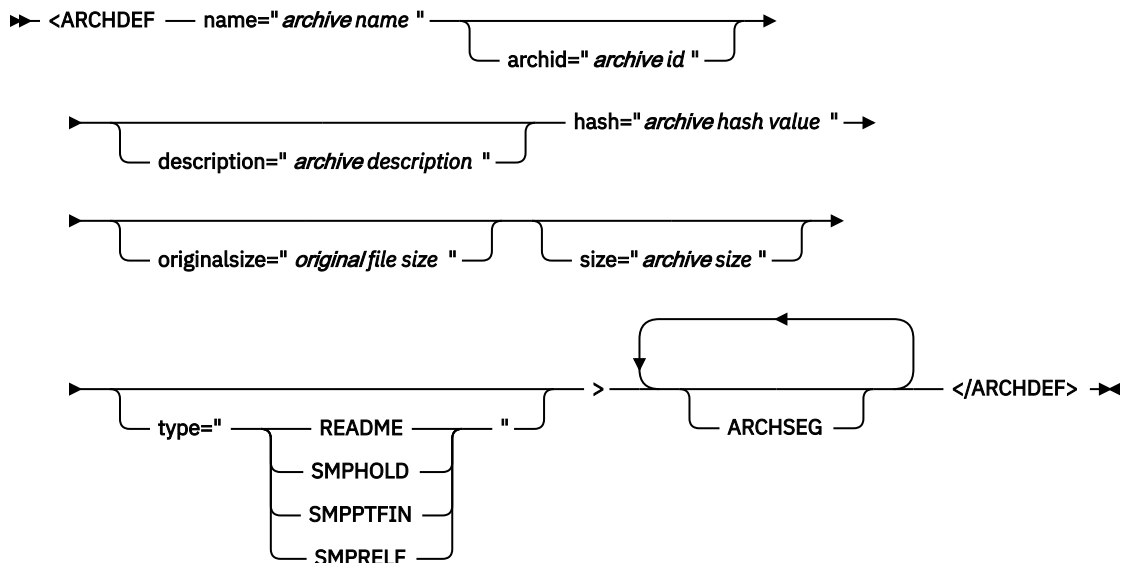 <ARCHDEF name=" archive name "
archid=" archive id "
hash=" archive hash value "
description=" archive description "
originalsize=" original file size "
size=" archive size "
> </ARCHDEF>
type=" README "
ARCHSEG
SMPHOLD
SMPPTFIN
SMPRELF